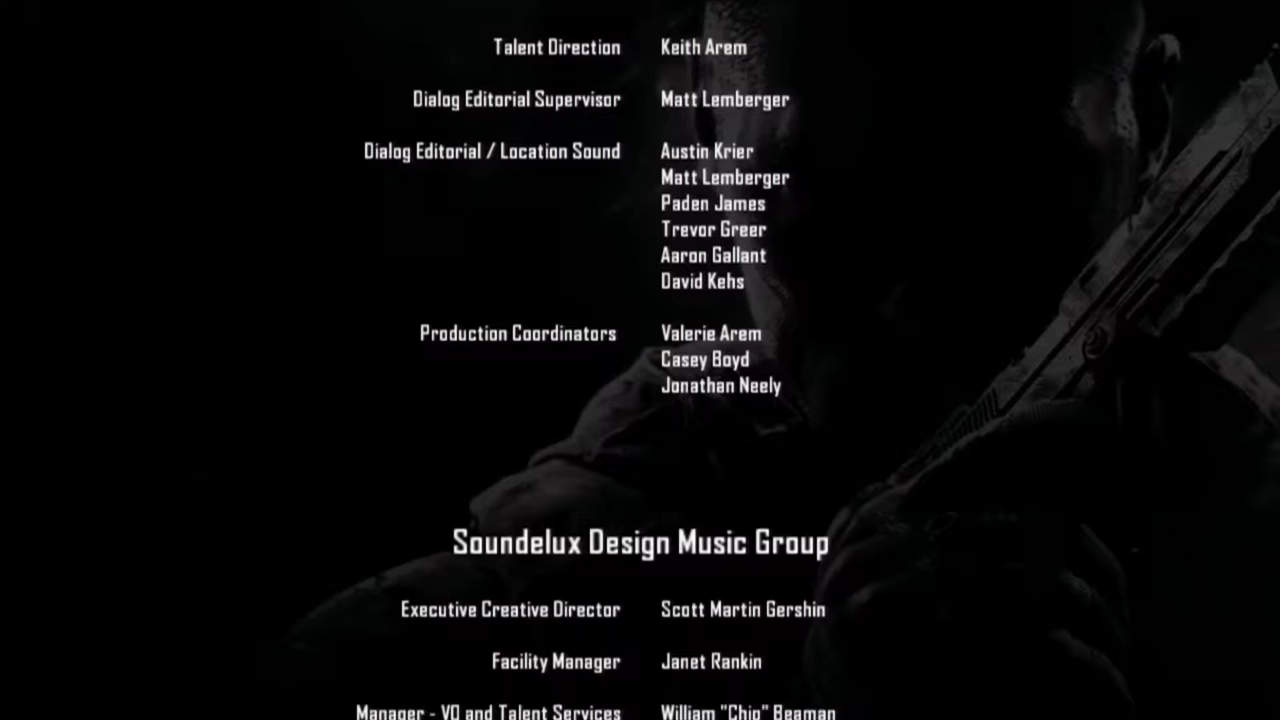 Talent Direction Keith Arem
Dialog Editorial Supervisor Matt Lemberger
Dialog Editorial / Location Sound Austin Krier
Matt Lemberger
Paden James
Trevor Greer
Aaron Gallant
David Kehs
Production Coordinators Valerie Arem
Casey Boyd
Jonathan Neely
Soundelux Design Music Group
Executive Creative Director Scott Martin Gershin
Facility Manager Janet Rankin
Manager - VO and Talent Services William "Chip" Beaman